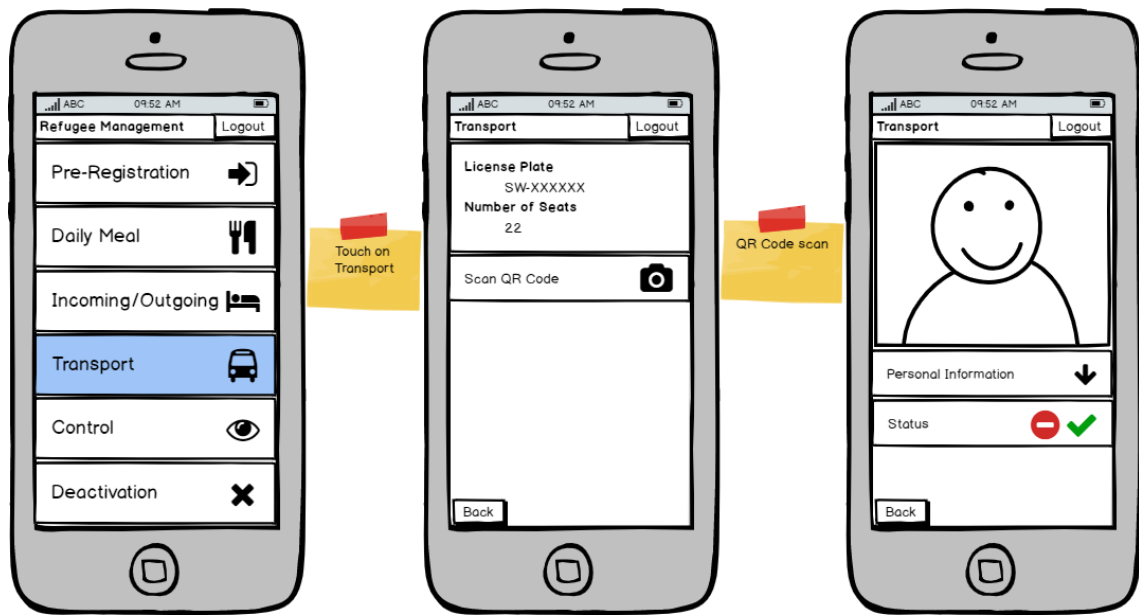 ABC 09:52 AM
Refugee Management Logout
Pre-Registration
Daily Meal
Incoming/Outgoing
Transport
Control
Deactivation
Touch on
Transport
ABC 09:52 AM
Transport Logout
License Plate
SW-XXXXXX
Number of Seats
22
Scan QR Code
Back
QR Code scan
ABC 09:52 AM
Transport Logout
Personal Information
Status
Back